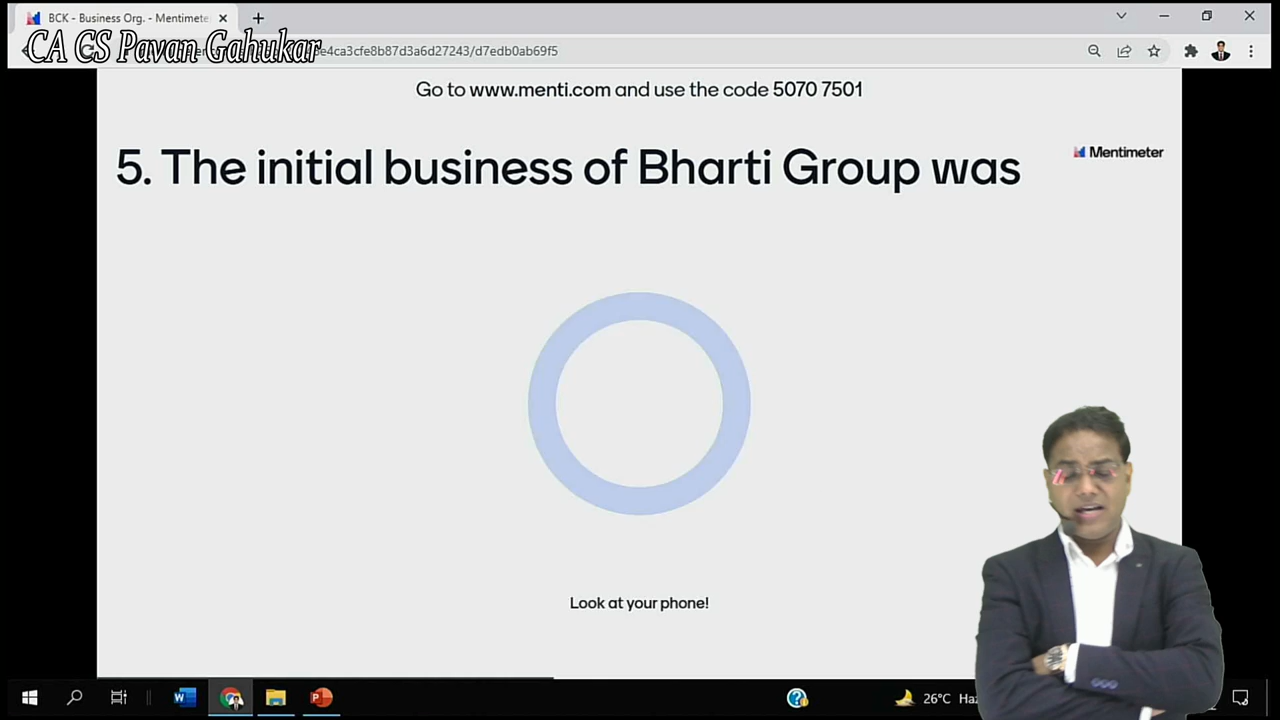 BCK - Business Org. - Mentimete
CA CS Pavan Gahukar
e4ca3cfe8b87d3a6d27243/d7edb0ab69f5
Go to www.menti.com and use the code 5070 7501
5. The initial business of Bharti Group was
Mentimeter
Look at your phone!
26°C Haz